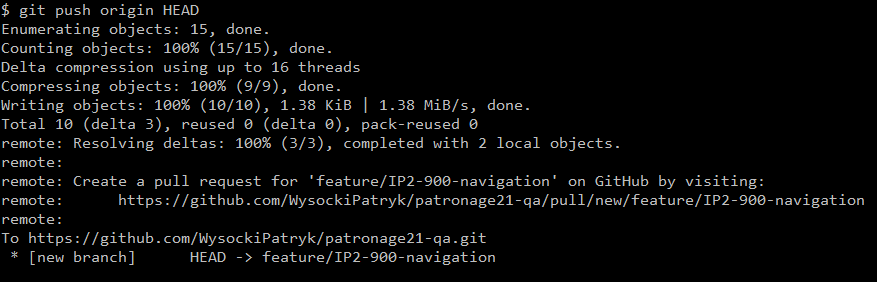 $ git push origin HEAD
Enumerating objects: 15, done.
Counting objects: 100% (15/15), done.
Delta compression using up to 16 threads
Compressing objects: 100% (9/9), done.
Writing objects: 100% (10/10), 1.38 KiB | 1.38 MiB/s, done.
Total 10 (delta 3), reused 0 (delta 0), pack-reused 0
remote: Resolving deltas: 100% (3/3), completed with 2 local objects.
remote:
remote: Create a pull request for 'feature/IP2-900-navigation' on GitHub by visiting:
remote:      https://github.com/WysockiPatryk/patronage21-qa/pull/new/feature/IP2-900-navigation
remote:
To https://github.com/WysockiPatryk/patronage21-qa.git
 * [new branch]      HEAD -> feature/IP2-900-navigation